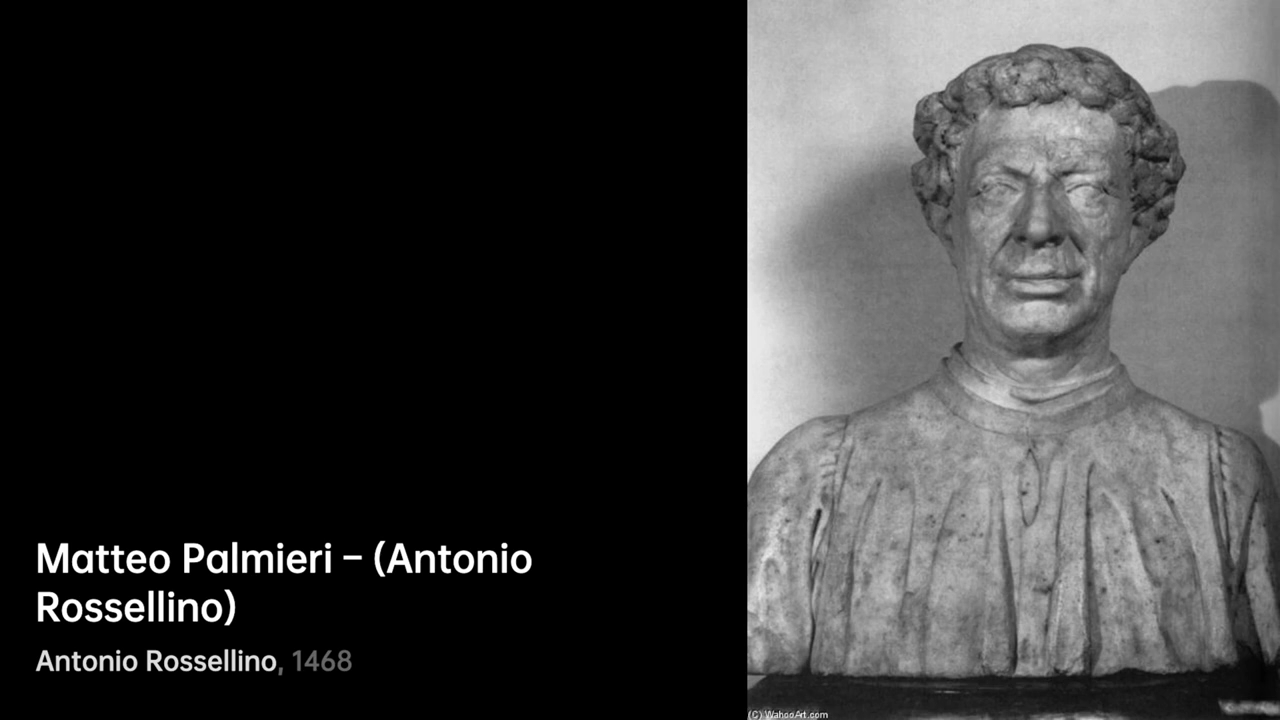 Matteo Palmieri – (Antonio
Rossellino)
Antonio Rossellino, 1468
(C) WahooArt.com